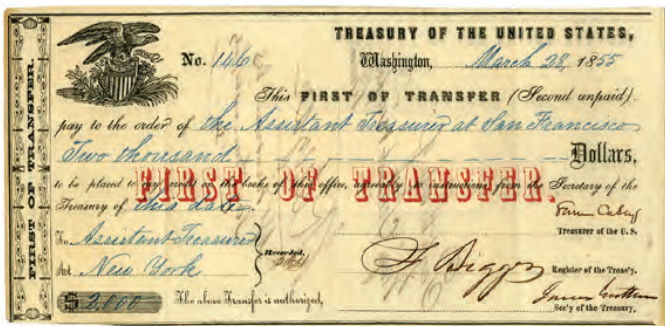 TREASURY OF THE UNITED STATES,
No. 146
Washington, March 28, 1855
This FIRST OF TRANSFER (Second unpaid).
pay to the order of the Assistant Treasurer at San Francisco
Two thousand Dollars,
to be placed to my credit on the books of that office, agreeably to instructions from the Secretary of the
FIRST OF TRANSFER.
Treasury of this date.
Treasurer of the U. S.
To Assistant Treasurer
Recorded,
At New York
F Bigger Register of the Treas'y.
$ 2,000 The above Transfer is authorized,
Sec'y of the Treasury,
FIRST OF TRANSFER.